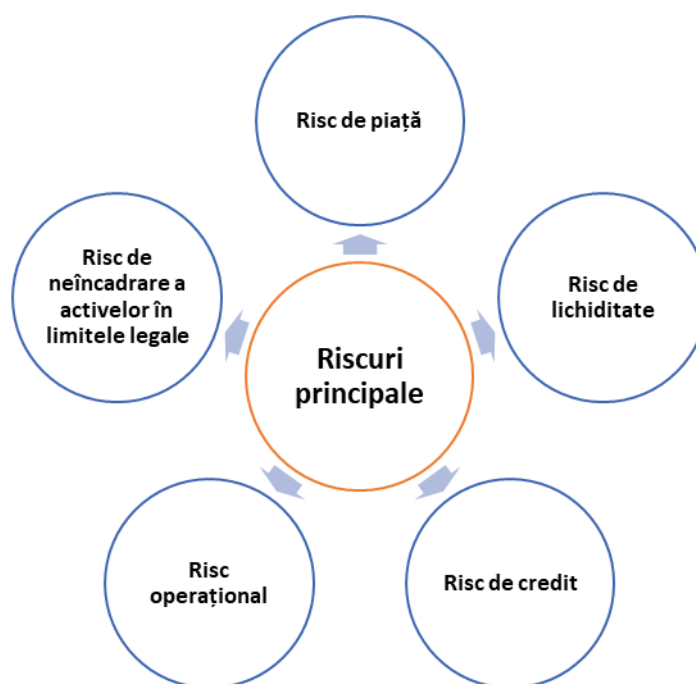 Risc de piață
Risc de
neîncadrare a
activelor în
limitele legale
Risc de
lichiditate
Riscuri
principale
Risc
operațional
Risc de credit